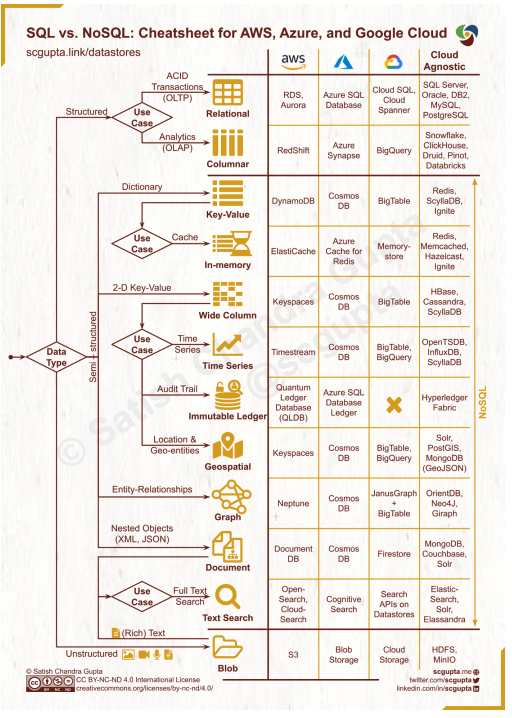 SQL vs. NoSQL: Cheatsheet for AWS, Azure, and Google Cloud
scgupta.link/datastores
aws
Cloud
Agnostic
Structured
Use
Case
ACID
Transactions
(OLTP)
Relational
RDS,
Aurora
Azure SQL
Database
Cloud SQL,
Cloud
Spanner
SQL Server,
Oracle, DB2,
MySQL,
PostgreSQL
Analytics
(OLAP)
Columnar
RedShift
Azure
Synapse
BigQuery
Snowflake,
ClickHouse,
Druid, Pinot,
Databricks
Dictionary
Key-Value
DynamoDB
Cosmos
DB
BigTable
Redis,
ScyllaDB,
Ignite
Use
Case
Cache
In-memory
ElastiCache
Azure
Cache for
Redis
Memory-
store
Redis,
Memcached,
Hazelcast,
Ignite
2-D Key-Value
Wide Column
Keyspaces
Cosmos
DB
BigTable
HBase,
Cassandra,
ScyllaDB
Data
Type
Semi-structured
Use
Case
Time
Series
Time Series
Timestream
Cosmos
DB
BigTable,
BigQuery
OpenTSDB,
InfluxDB,
ScyllaDB
Audit Trail
Immutable Ledger
Quantum
Ledger
Database
(QLDB)
Azure SQL
Database
Ledger
Hyperledger
Fabric
NoSQL
Location &
Geo-entities
Geospatial
Keyspaces
Cosmos
DB
BigTable,
BigQuery
Solr,
PostGIS,
MongoDB
(GeoJSON)
Entity-Relationships
Graph
Neptune
Cosmos
DB
JanusGraph
+
BigTable
OrientDB,
Neo4J,
Giraph
Nested Objects
(XML, JSON)
Document
Document
DB
Cosmos
DB
Firestore
MongoDB,
Couchbase,
Solr
Use
Case
Full Text
Search
Text Search
Open-
Search,
Cloud-
Search
Cognitive
Search
Search
APIs on
Datastores
Elastic-
Search,
Solr,
Elassandra
(Rich) Text
Unstructured
Blob
S3
Blob
Storage
Cloud
Storage
HDFS,
MinIO
© Satish Chandra Gupta
CC BY-NC-ND 4.0 International License
creativecommons.org/licenses/by-nc-nd/4.0/
cc
BY NC ND
scgupta.me
twitter.com/scgupta
linkedin.com/in/scgupta
© Satish Chandra Gupta
@scgupta